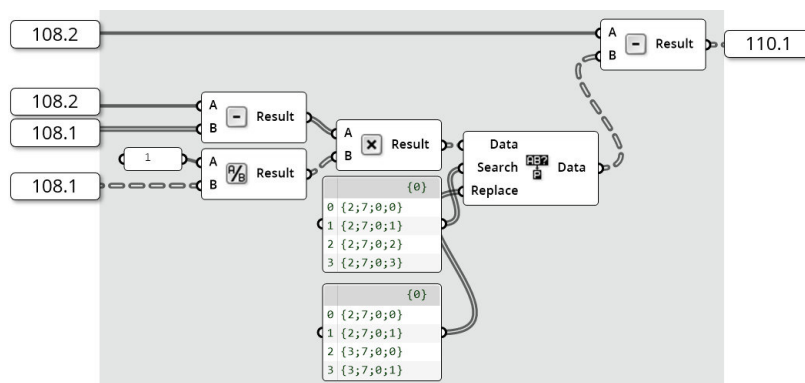 108.2
A
B
Result
110.1
108.2
108.1
A
B
Result
1
A
B
Result
A
B
Result
Data
Search
Replace
Data
108.1
{0}
0 {2;7;0;0}
1 {2;7;0;1}
2 {2;7;0;2}
3 {2;7;0;3}
{0}
0 {2;7;0;0}
1 {2;7;0;1}
2 {3;7;0;0}
3 {3;7;0;1}